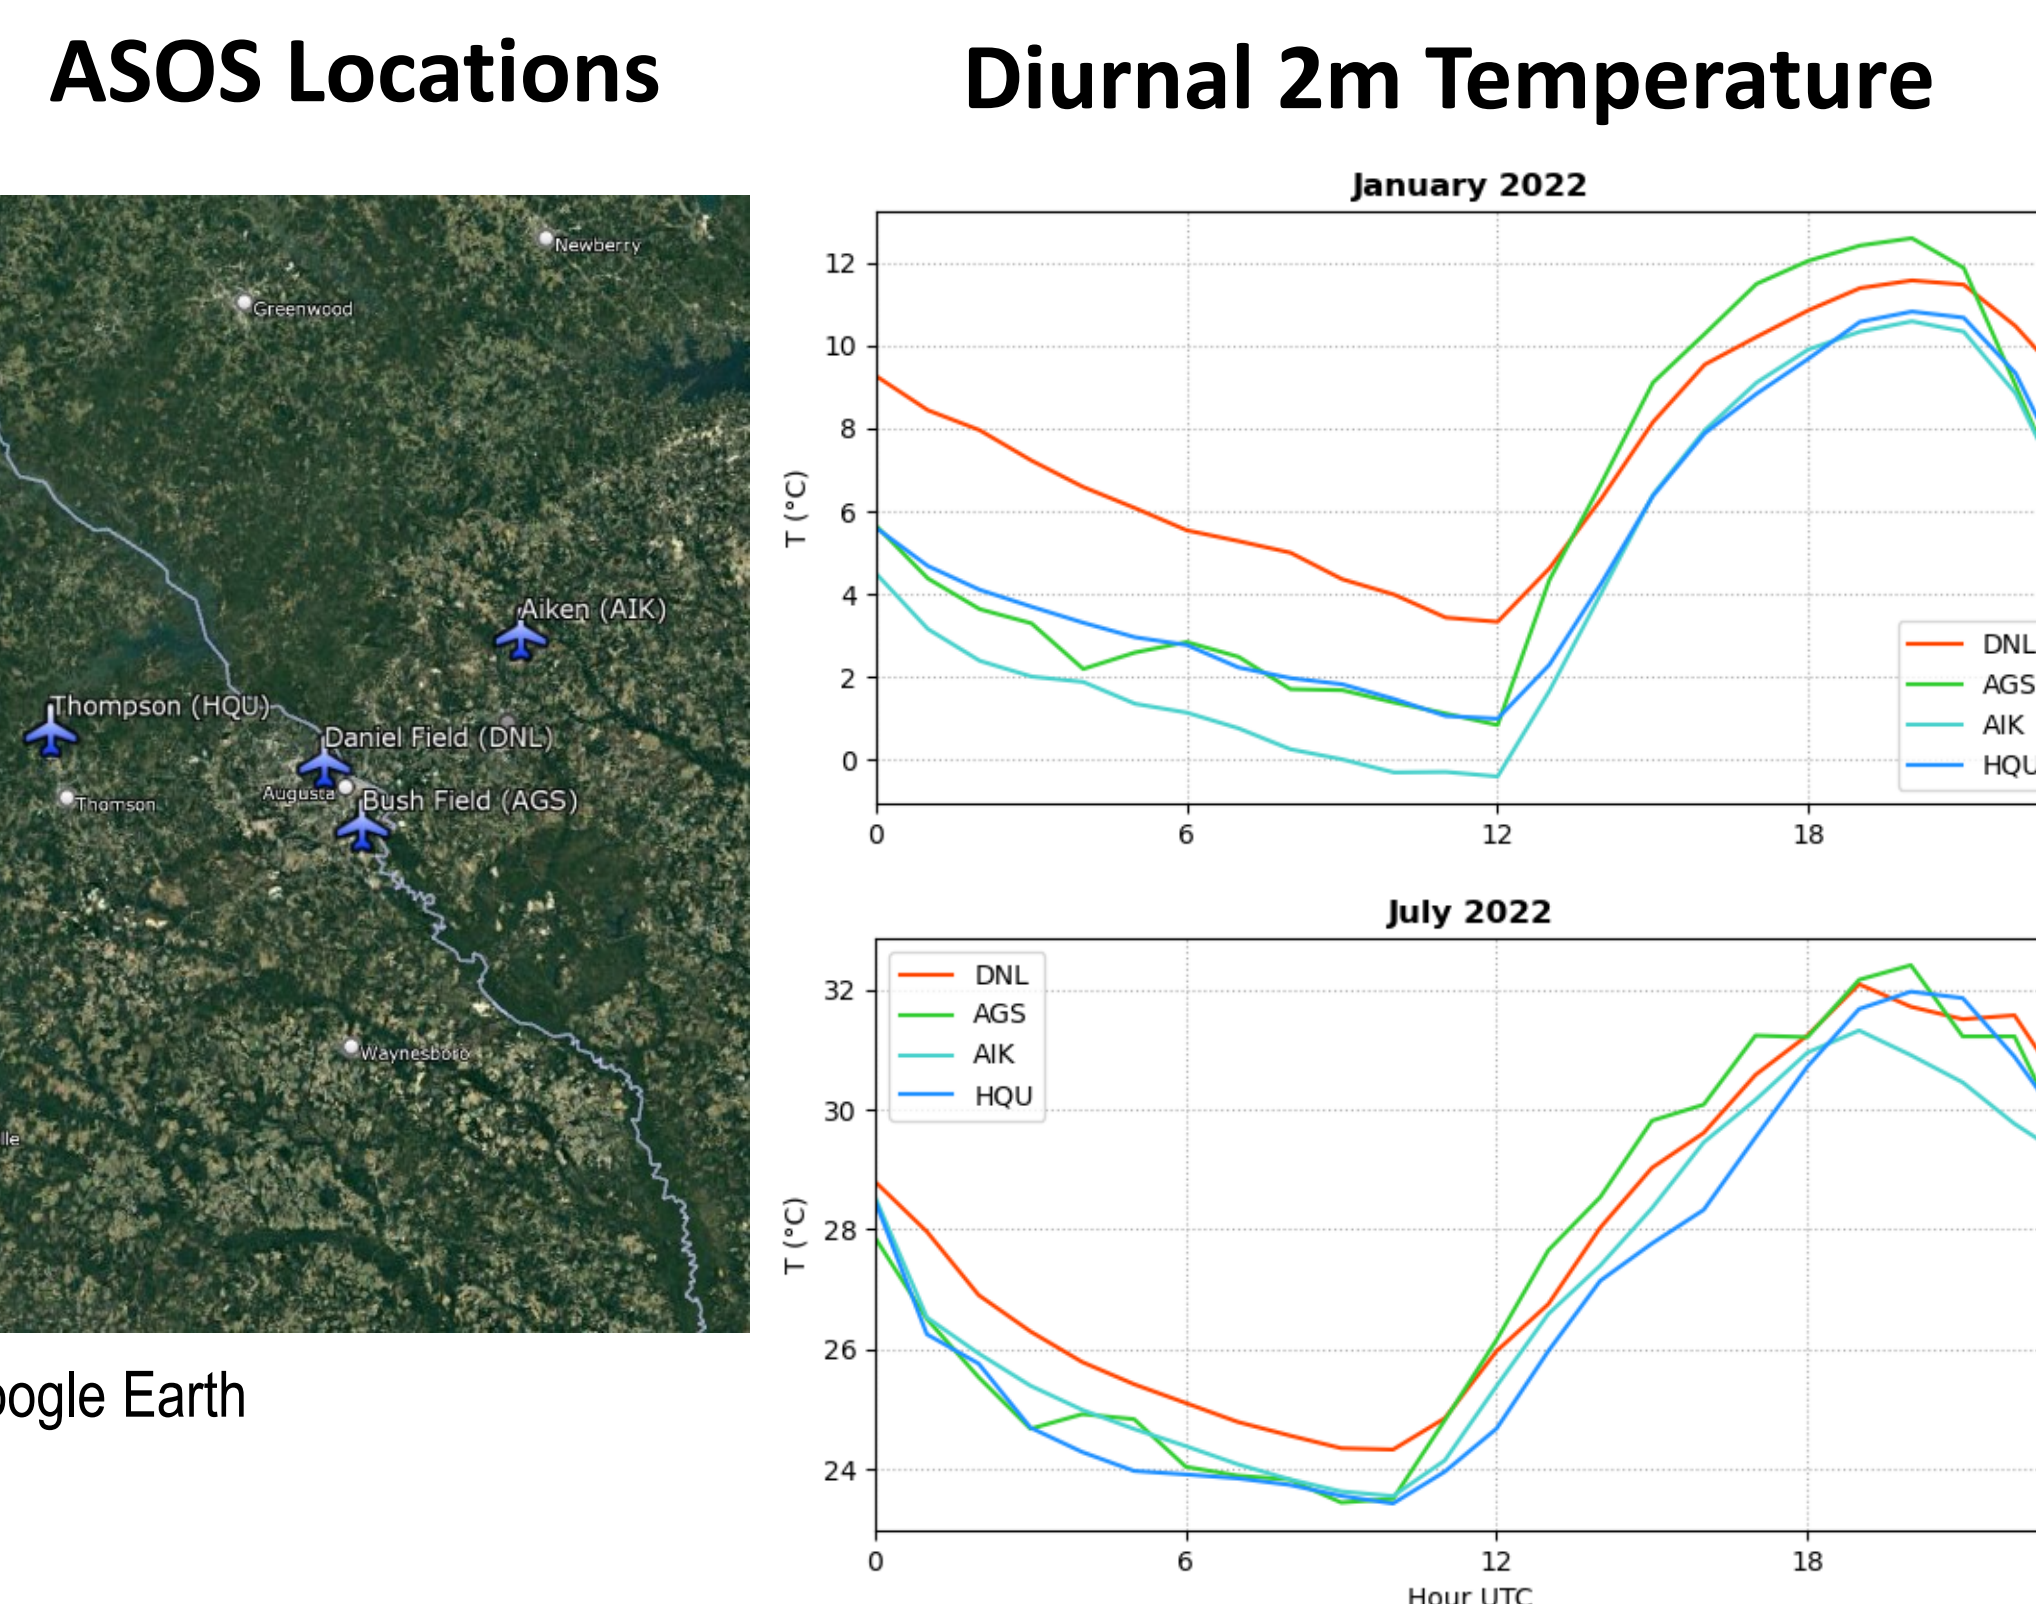 ASOS Locations
Diurnal 2m Temperature
Newberry
Greenwood
Aiken (AIK)
Thompson (HQU)
Daniel Field (DNL)
Augusta
Bush Field (AGS)
Thomson
Waynesboro
lle
oogle Earth
January 2022
T (°C)
12
10
8
6
4
2
0
DNL
AGS
AIK
HQU
0 6 12 18
July 2022
DNL
AGS
AIK
HQU
T (°C)
32
30
28
26
24
0 6 12 18
Hour UTC